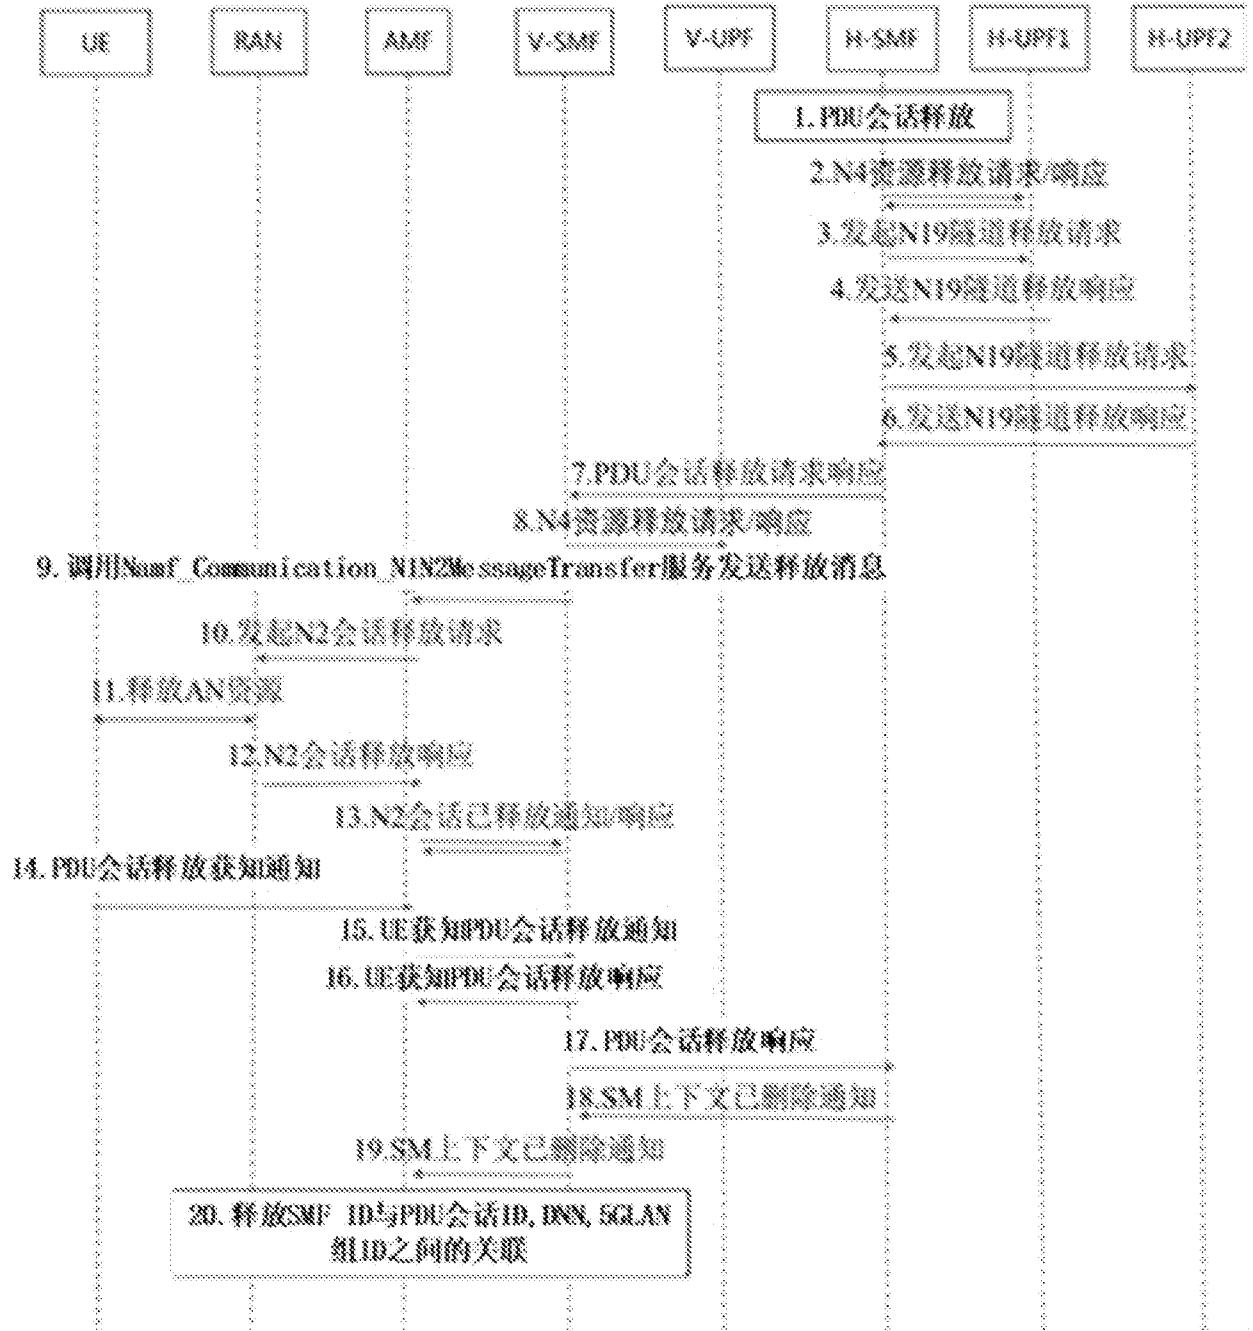 UE
RAN
AMF
V-SMF
V-UPF
H-SMF
H-UPF1
H-UPF2
1.PDU会话释放
2.N4资源释放请求/响应
3.发起N19隧道释放请求
4.发送N19隧道释放响应
5.发起N19隧道释放请求
6.发送N19隧道释放响应
7.PDU会话释放请求响应
8.N4资源释放请求/响应
9. 调用Namf_Communication_N1N2MessageTransfer服务发送释放消息
10.发起N2会话释放请求
11.释放AN资源
12.N2会话释放响应
13.N2会话已释放通知/响应
14. PDU会话释放获知通知
15. UE获知PDU会话释放通知
16. UE获知PDU会话释放响应
17. PDU会话释放响应
18.SM上下文已删除通知
19.SM上下文已删除通知
20. 释放SMF ID与PDU会话ID, DNN, 5GLAN
组ID之间的关联